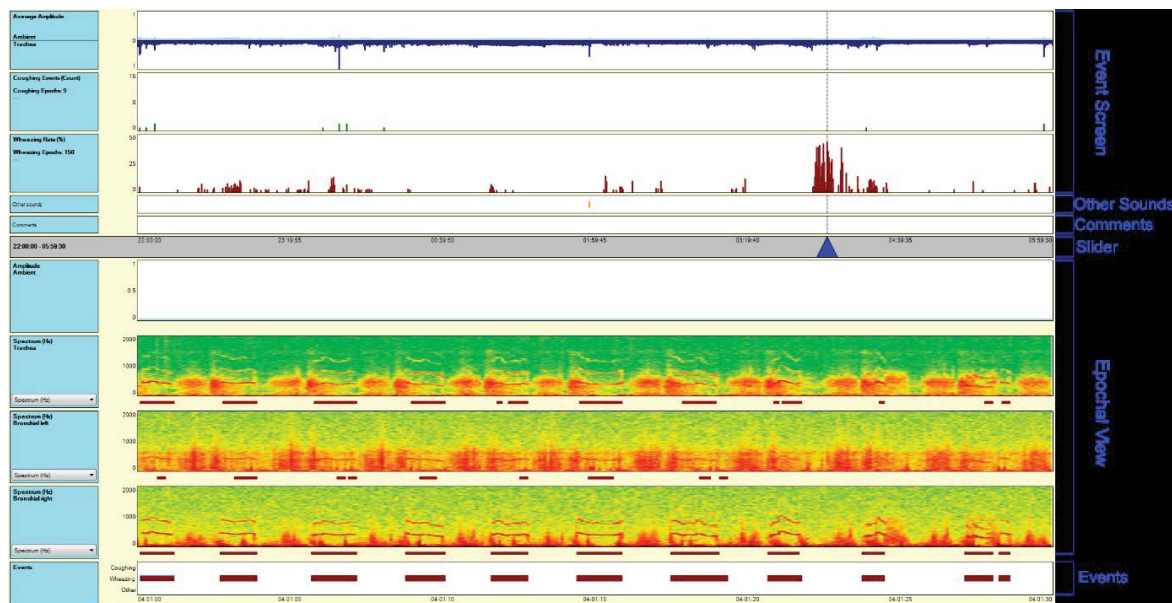 Average Amplitude
Ambient
Trachea
1
0
1
Coughing Events (Count)
Coughing Epochs: 9
16
8
0
Wheezing Rate (%)
Wheezing Epochs: 150
50
25
0
Event Screen
Other sounds
Other Sounds
Comments
Comments
22:00:00 - 05:59:30
22:00:00
23:19:55
00:39:50
01:59:45
03:19:40
04:39:35
05:59:30
Slider
Amplitude
Ambient
1
0.5
0
Spectrum (Hz)
Trachea
2000
1000
0
Spectrum (Hz)
Spectrum (Hz)
Bronchial left
2000
1000
0
Spectrum (Hz)
Spectrum (Hz)
Bronchial right
2000
1000
0
Spectrum (Hz)
Epochal View
Events
Coughing
Wheezing
Other
Events
04:01:00
04:01:05
04:01:10
04:01:15
04:01:20
04:01:25
04:01:30